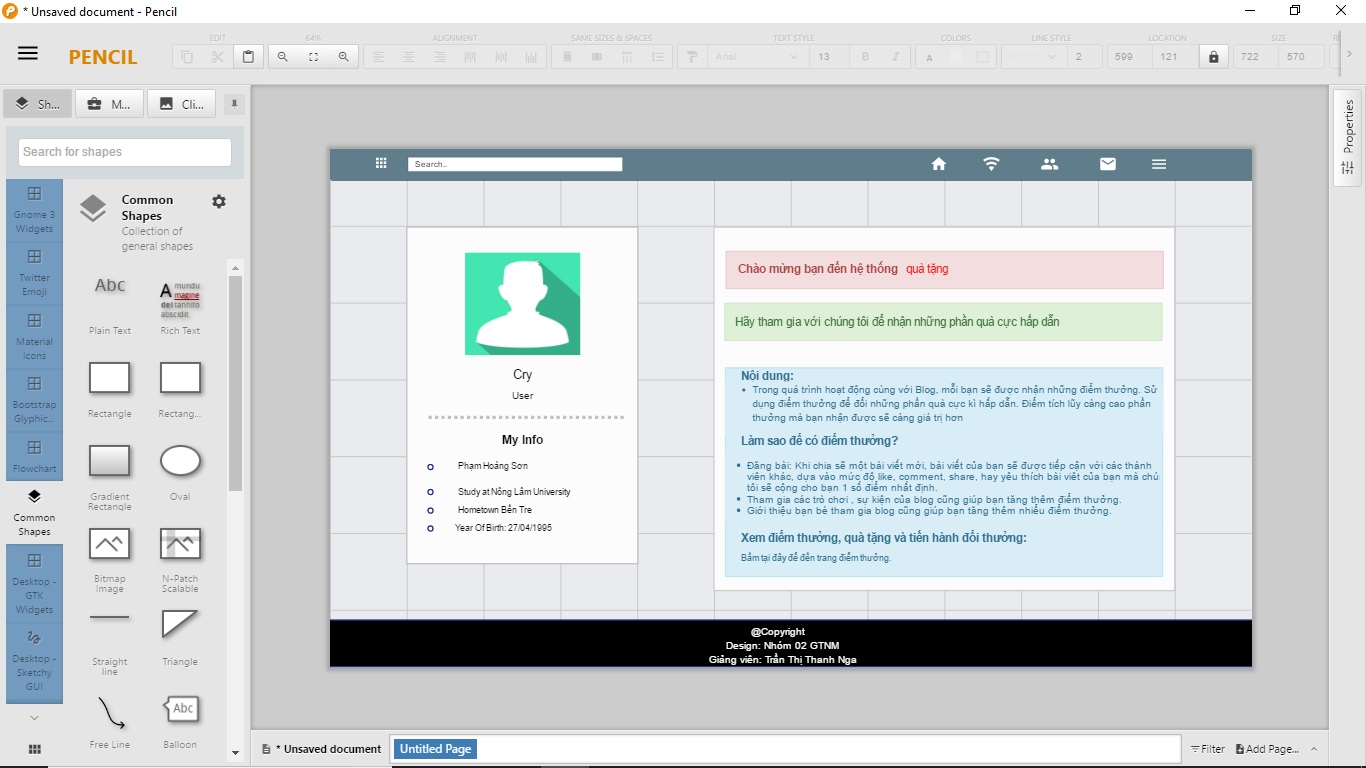 * Unsaved document - Pencil
EDIT
64%
ALIGNMENT
SAME SIZES & SPACES
TEXT STYLE
COLORS
LINE STYLE
LOCATION
SIZE
PENCIL
Arial
13
B
I
A
2
599
121
722
570
Sh...
M...
Cli...
Search for shapes
Gnome 3
Widgets
Twitter
Emoji
Material
Icons
Bootstrap
Glyphic...
Flowchart
Common
Shapes
Desktop -
GTK
Widgets
Desktop -
Sketchy
GUI
Common
Shapes
Collection of
general shapes
Abc
Plain Text
A mundu
magine
del tannito
abscidit
Rich Text
Rectangle
Rectang...
Gradient
Rectangle
Oval
Bitmap
Image
N-Patch
Scalable
Straight
line
Triangle
Free Line
Abc
Balloon
Search..
Cry
User
My Info
Phạm Hoảng Sơn
Study at Nông Lâm University
Hometown Bến Tre
Year Of Birth: 27/04/1995
Chào mừng bạn đến hệ thống quà tặng
Hãy tham gia với chúng tôi để nhận những phần quà cực hấp dẫn
Nội dung:
• Trong quá trình hoạt động cùng với Blog, mỗi bạn sẽ được nhận những điểm thưởng. Sử
dụng điểm thưởng để đổi những phần quà cực kì hấp dẫn. Điểm tích lũy càng cao phần
thưởng mà bạn nhận được sẽ càng giá trị hơn
Làm sao để có điểm thưởng?
• Đăng bài: Khi chia sẽ một bài viết mới, bài viết của bạn sẽ được tiếp cận với các thành
viên khác, dựa vào mức độ like, comment, share, hay yêu thích bài viết của bạn mà chú
tôi sẽ cộng cho bạn 1 số điểm nhất định.
• Tham gia các trò chơi , sự kiện của blog cũng giúp bạn tăng thêm điểm thưởng.
• Giới thiệu bạn bè tham gia blog cũng giúp bạn tăng thêm nhiều điểm thưởng.
Xem điểm thưởng, quà tặng và tiến hành đổi thưởng:
Bấm tại đây để đến trang điểm thưởng.
@Copyright
Design: Nhóm 02 GTNM
Giảng viên: Trần Thị Thanh Nga
Properties
* Unsaved document
Untitled Page
Filter
Add Page...